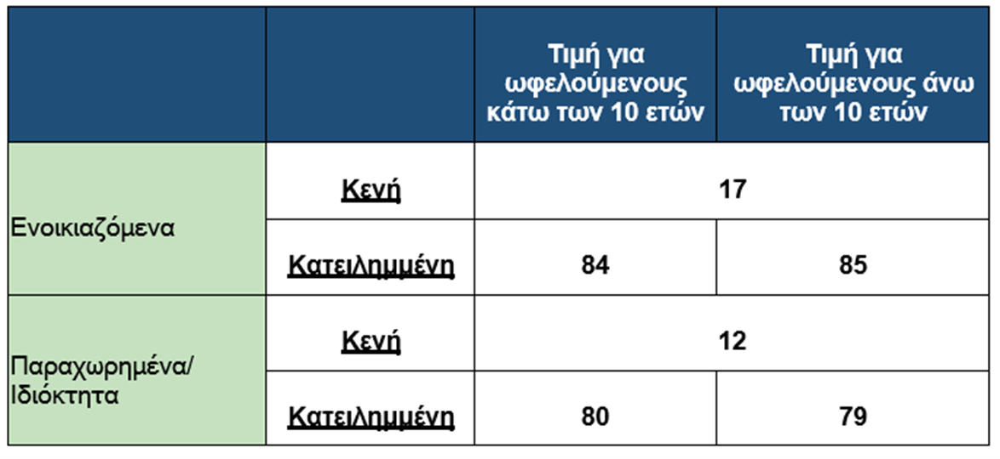 Τιμή για
ωφελούμενους
κάτω των 10 ετών
Τιμή για
ωφελούμενους άνω
των 10 ετών
Ενοικιαζόμενα
Κενή
17
Κατειλημμένη
84
85
Παραχωρημένα/
Ιδιόκτητα
Κενή
12
Κατειλημμένη
80
79